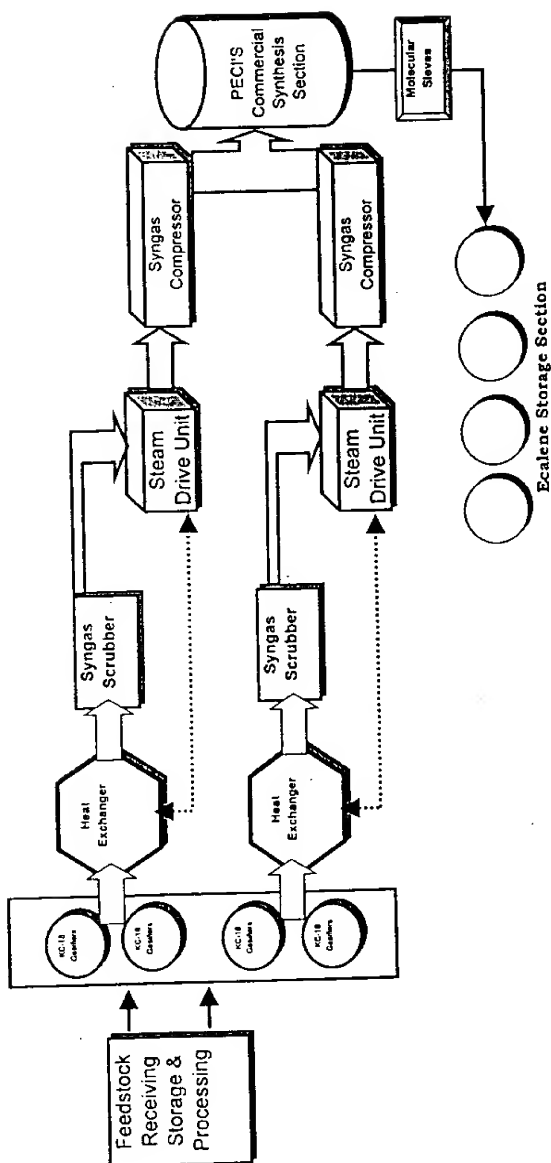 Feedstock
Receiving
Storage &
Processing
KC-18
Gasifiers
KC-18
Gasifiers
KC-18
Gasifiers
KC-18
Gasifiers
Heat
Exchanger
Syngas
Scrubber
Steam
Drive Unit
Syngas
Compressor
Heat
Exchanger
Syngas
Scrubber
Steam
Drive Unit
Syngas
Compressor
PECI'S
Commercial
Synthesis
Section
Molecular
Sieves
Ecalene Storage Section